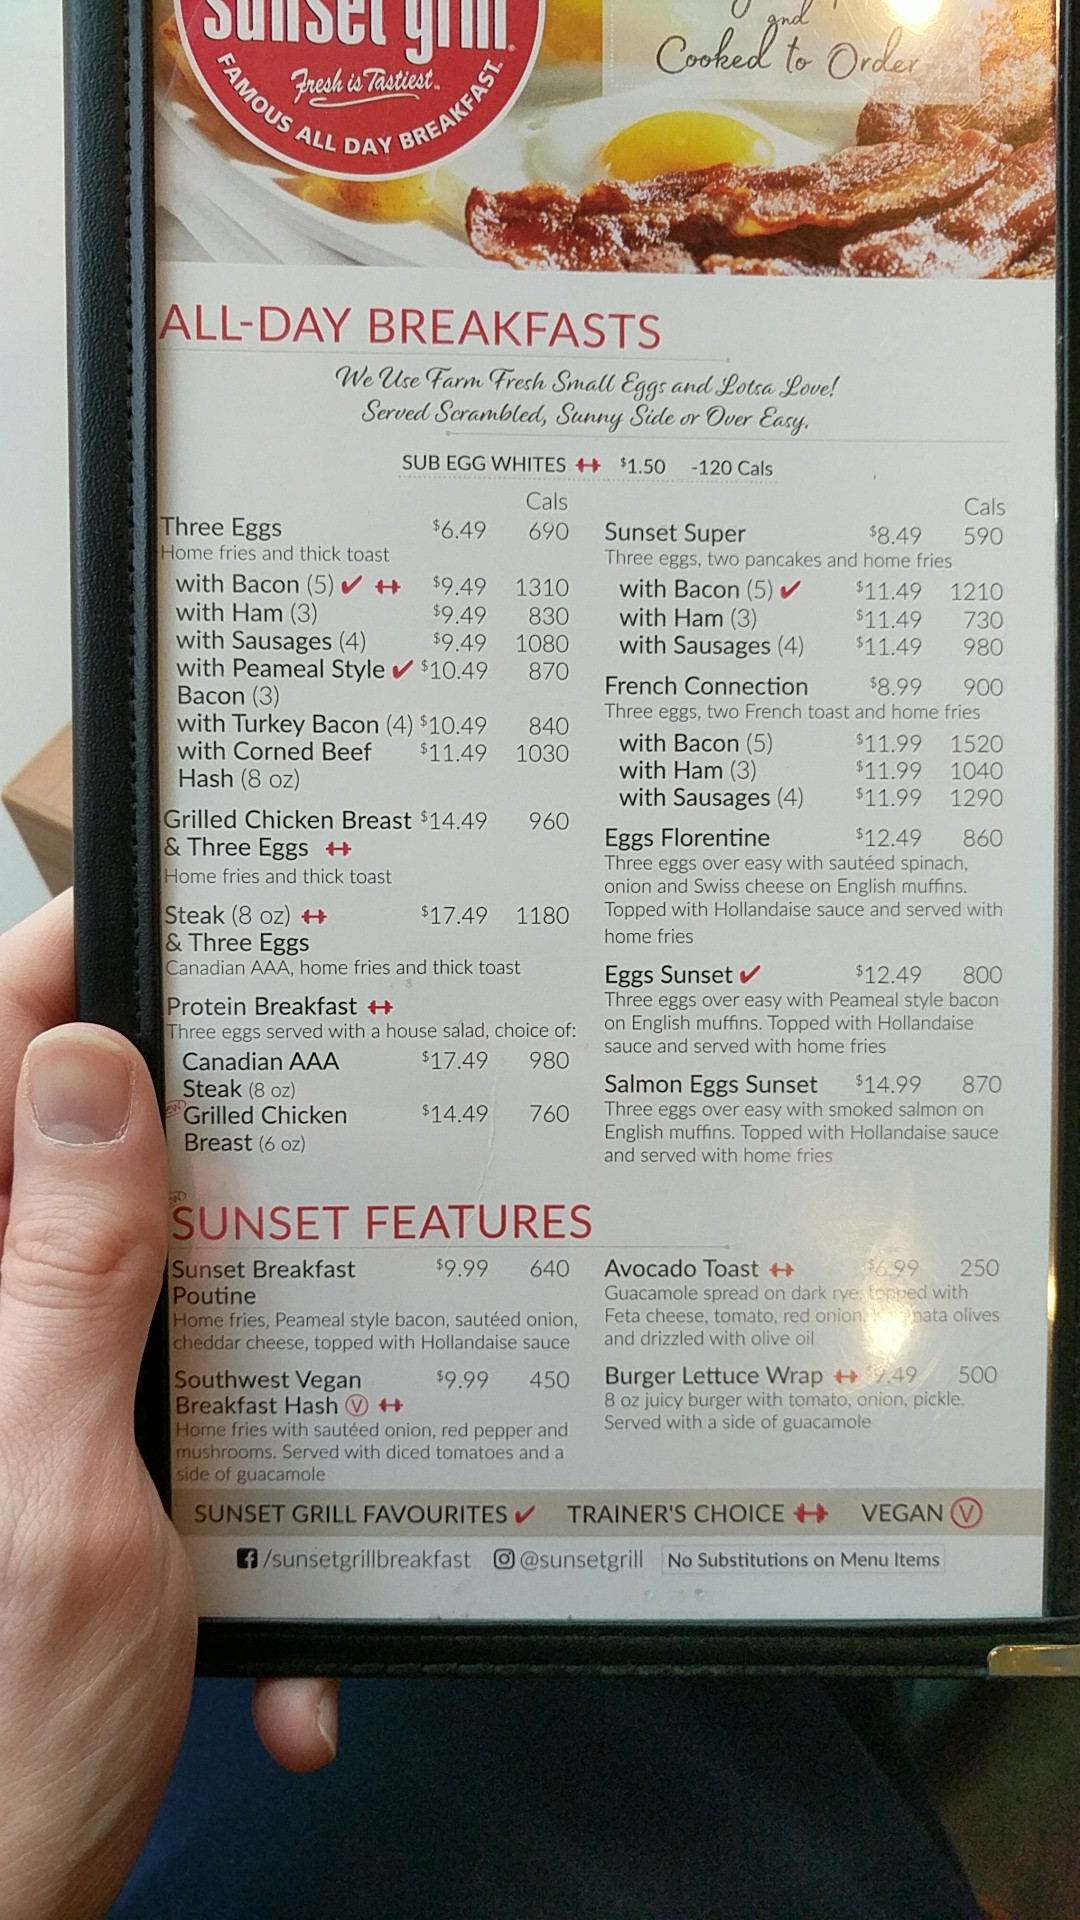 sunset grill®
Fresh is Tastiest™
FAMOUS ALL DAY BREAKFAST.
and
Cooked to Order
ALL-DAY BREAKFASTS
We Use Farm Fresh Small Eggs and Lotsa Love!
Served Scrambled, Sunny Side or Over Easy.
SUB EGG WHITES $1.50 -120 Cals
Cals
Three Eggs $6.49 690
Home fries and thick toast
with Bacon (5) ✔ $9.49 1310
with Ham (3) $9.49 830
with Sausages (4) $9.49 1080
with Peameal Style ✔ $10.49 870
Bacon (3)
with Turkey Bacon (4) $10.49 840
with Corned Beef $11.49 1030
Hash (8 oz)
Grilled Chicken Breast $14.49 960
& Three Eggs
Home fries and thick toast
Steak (8 oz) $17.49 1180
& Three Eggs
Canadian AAA, home fries and thick toast
Protein Breakfast
Three eggs served with a house salad, choice of:
Canadian AAA $17.49 980
Steak (8 oz)
Grilled Chicken $14.49 760
Breast (6 oz)
Cals
Sunset Super $8.49 590
Three eggs, two pancakes and home fries
with Bacon (5) ✔ $11.49 1210
with Ham (3) $11.49 730
with Sausages (4) $11.49 980
French Connection $8.99 900
Three eggs, two French toast and home fries
with Bacon (5) $11.99 1520
with Ham (3) $11.99 1040
with Sausages (4) $11.99 1290
Eggs Florentine $12.49 860
Three eggs over easy with sautéed spinach,
onion and Swiss cheese on English muffins.
Topped with Hollandaise sauce and served with
home fries
Eggs Sunset ✔ $12.49 800
Three eggs over easy with Peameal style bacon
on English muffins. Topped with Hollandaise
sauce and served with home fries
Salmon Eggs Sunset $14.99 870
Three eggs over easy with smoked salmon on
English muffins. Topped with Hollandaise sauce
and served with home fries
SUNSET FEATURES
Sunset Breakfast $9.99 640
Poutine
Home fries, Peameal style bacon, sautéed onion,
cheddar cheese, topped with Hollandaise sauce
Southwest Vegan $9.99 450
Breakfast Hash Ⓥ
Home fries with sautéed onion, red pepper and
mushrooms. Served with diced tomatoes and a
side of guacamole
Avocado Toast $6.99 250
Guacamole spread on dark rye, topped with
Feta cheese, tomato, red onion, olives
and drizzled with olive oil
Burger Lettuce Wrap $9.49 500
8 oz juicy burger with tomato, onion, pickle.
Served with a side of guacamole
SUNSET GRILL FAVOURITES ✔ TRAINER'S CHOICE VEGAN Ⓥ
/sunsetgrillbreakfast @sunsetgrill No Substitutions on Menu Items